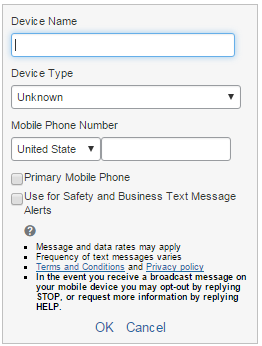 Device Name
Device Type
Unknown
Mobile Phone Number
United State
Primary Mobile Phone
Use for Safety and Business Text Message
Alerts
?
Message and data rates may apply
Frequency of text messages varies
Terms and Conditions and Privacy policy
In the event you receive a broadcast message on
your mobile device you may opt-out by replying
STOP, or request more information by replying
HELP.
OK Cancel